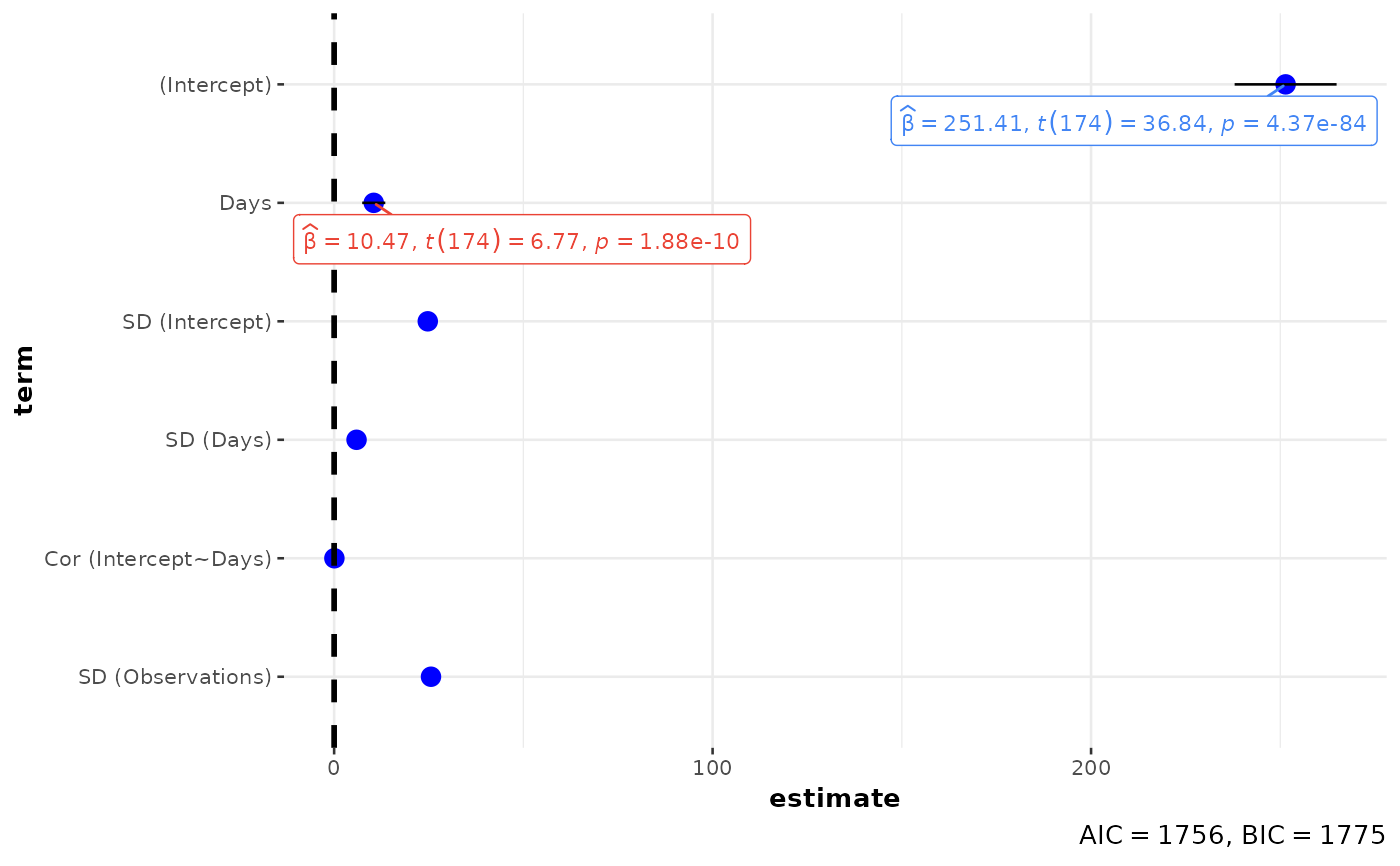 (Intercept)
β̂ = 251.41, t(174) = 36.84, p = 4.37e-84
Days
β̂ = 10.47, t(174) = 6.77, p = 1.88e-10
SD (Intercept)
term
SD (Days)
Cor (Intercept~Days)
SD (Observations)
0 100 200
estimate
AIC = 1756, BIC = 1775